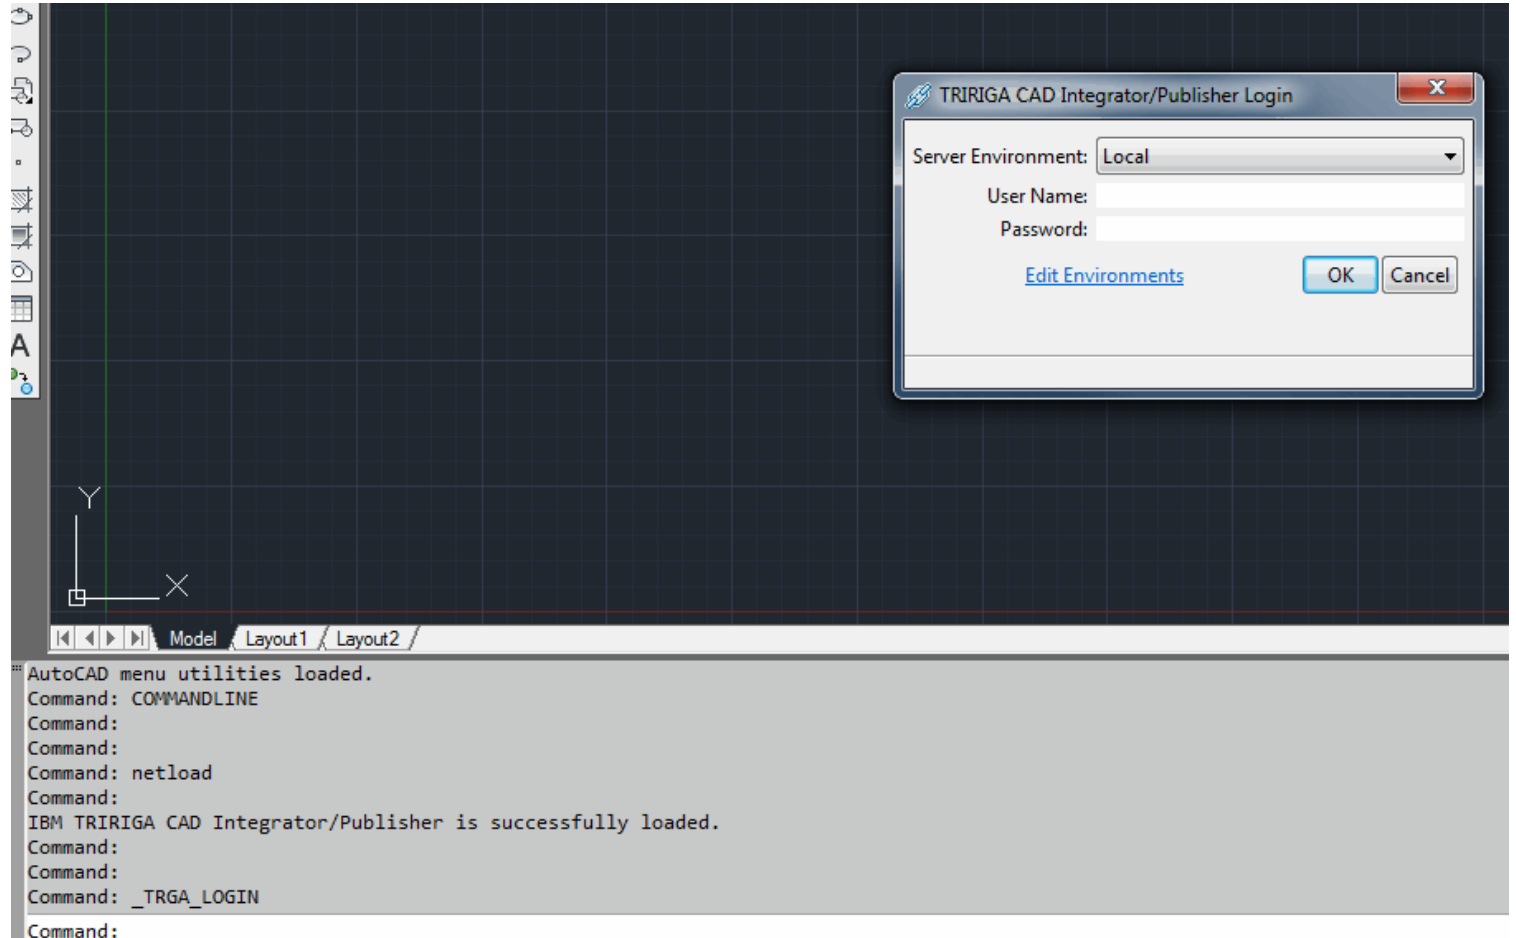 TRIRIGA CAD Integrator/Publisher Login
Server Environment: Local
User Name:
Password:
Edit Environments OK Cancel
A
Y
X
Model Layout1 Layout2
AutoCAD menu utilities loaded.
Command: COMMANDLINE
Command:
Command:
Command: netload
Command:
IBM TRIRIGA CAD Integrator/Publisher is successfully loaded.
Command:
Command:
Command: _TRGA_LOGIN
Command: